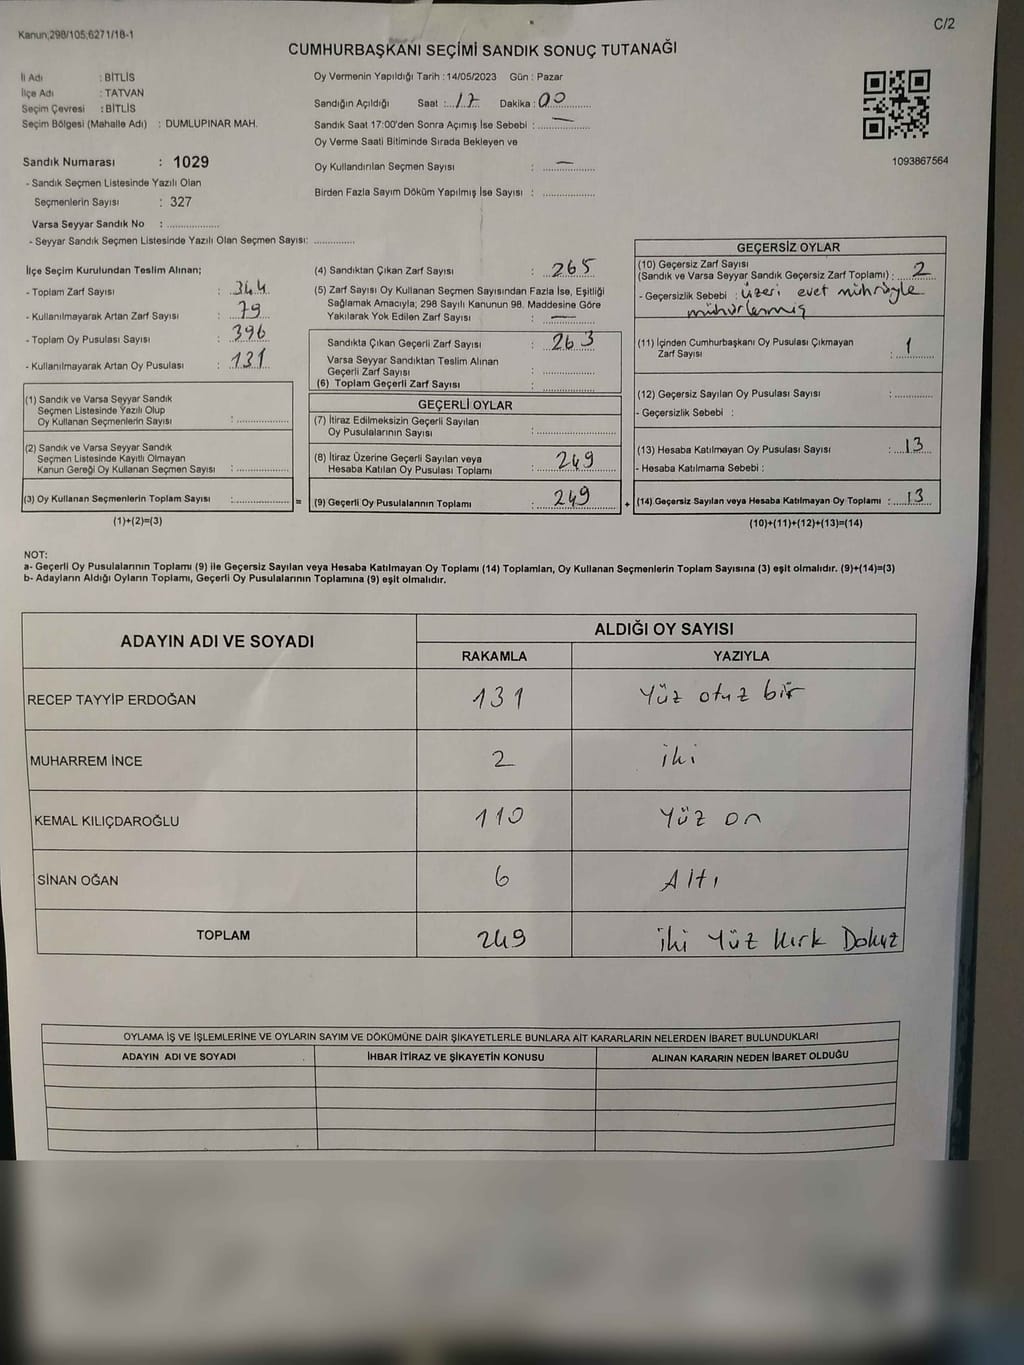 C/2
Kanun,298/105,6271/18-1
CUMHURBAŞKANI SEÇİMİ SANDIK SONUÇ TUTANAĞI
İl Adı : BİTLİS
İlçe Adı : TATVAN
Seçim Çevresi : BİTLİS
Seçim Bölgesi (Mahalle Adı) : DUMLUPINAR MAH.
Sandık Numarası : 1029
- Sandık Seçmen Listesinde Yazılı Olan
Seçmenlerin Sayısı : 327
Varsa Seyyar Sandık No : ..................
- Seyyar Sandık Seçmen Listesinde Yazılı Olan Seçmen Sayısı: ..............
Oy Vermenin Yapıldığı Tarih : 14/05/2023 Gün : Pazar
Sandığın Açıldığı Saat : 17 Dakika : 00
Sandık Saat 17:00'den Sonra Açımış İse Sebebi : —
Oy Verme Saati Bitiminde Sırada Bekleyen ve
Oy Kullandırılan Seçmen Sayısı : —
Birden Fazla Sayım Döküm Yapılmış İse Sayısı : ..................
1093867564
İlçe Seçim Kurulundan Teslim Alınan;
- Toplam Zarf Sayısı : 344
- Kullanılmayarak Artan Zarf Sayısı : 79
- Toplam Oy Pusulası Sayısı : 396
- Kullanılmayarak Artan Oy Pusulası : 131
(1) Sandık ve Varsa Seyyar Sandık
Seçmen Listesinde Yazılı Olup
Oy Kullanan Seçmenlerin Sayısı : ..................
(2) Sandık ve Varsa Seyyar Sandık
Seçmen Listesinde Kayıtlı Olmayan
Kanun Gereği Oy Kullanan Seçmen Sayısı : ..................
(3) Oy Kullanan Seçmenlerin Toplam Sayısı : .................. =
(1)+(2)=(3)
(4) Sandıktan Çıkan Zarf Sayısı : 265
(5) Zarf Sayısı Oy Kullanan Seçmen Sayısından Fazla İse, Eşitliği
Sağlamak Amacıyla; 298 Sayılı Kanunun 98. Maddesine Göre
Yakılarak Yok Edilen Zarf Sayısı : —
Sandıkta Çıkan Geçerli Zarf Sayısı : 263
Varsa Seyyar Sandıktan Teslim Alınan
Geçerli Zarf Sayısı : ..................
(6) Toplam Geçerli Zarf Sayısı : ..................
GEÇERLİ OYLAR
(7) İtiraz Edilmeksizin Geçerli Sayılan
Oy Pusulalarının Sayısı : ..................
(8) İtiraz Üzerine Geçerli Sayılan veya
Hesaba Katılan Oy Pusulası Toplamı : 249
(9) Geçerli Oy Pusulalarının Toplamı : 249 +
GEÇERSİZ OYLAR
(10) Geçersiz Zarf Sayısı
(Sandık ve Varsa Seyyar Sandık Geçersiz Zarf Toplamı) : 2
- Geçersizlik Sebebi : üzeri evet mührüyle
mühürlenmiş
(11) İçinden Cumhurbaşkanı Oy Pusulası Çıkmayan
Zarf Sayısı : 1
(12) Geçersiz Sayılan Oy Pusulası Sayısı : ..................
- Geçersizlik Sebebi :
(13) Hesaba Katılmayan Oy Pusulası Sayısı : 13
- Hesaba Katılmama Sebebi :
(14) Geçersiz Sayılan veya Hesaba Katılmayan Oy Toplamı : 13
(10)+(11)+(12)+(13)=(14)
NOT:
a- Geçerli Oy Pusulalarının Toplamı (9) ile Geçersiz Sayılan veya Hesaba Katılmayan Oy Toplamı (14) Toplamları, Oy Kullanan Seçmenlerin Toplam Sayısına (3) eşit olmalıdır. (9)+(14)=(3)
b- Adayların Aldığı Oyların Toplamı, Geçerli Oy Pusulalarının Toplamına (9) eşit olmalıdır.
ADAYIN ADI VE SOYADI
ALDIĞI OY SAYISI
RAKAMLA YAZIYLA
RECEP TAYYİP ERDOĞAN 131 Yüz otuz bir
MUHARREM İNCE 2 iki
KEMAL KILIÇDAROĞLU 110 Yüz on
SİNAN OĞAN 6 Altı
TOPLAM 249 iki Yüz kırk Dokuz
OYLAMA İŞ VE İŞLEMLERİNE VE OYLARIN SAYIM VE DÖKÜMÜNE DAİR ŞİKAYETLERLE BUNLARA AİT KARARLARIN NELERDEN İBARET BULUNDUKLARI
ADAYIN ADI VE SOYADI İHBAR İTİRAZ VE ŞİKAYETİN KONUSU ALINAN KARARIN NEDEN İBARET OLDUĞU